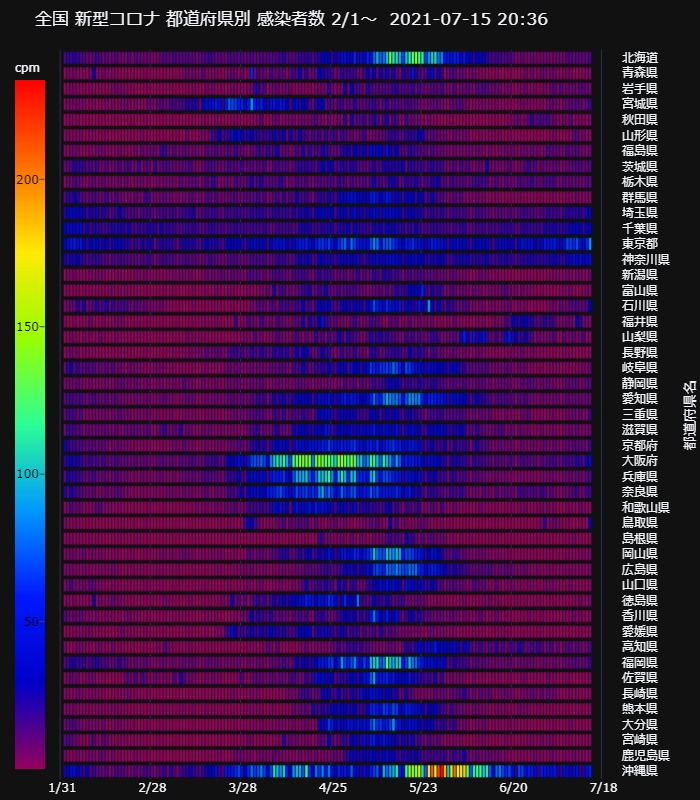 全国 新型コロナ 都道府県別 感染者数 2/1～ 2021-07-15 20:36
cpm
200
150
100
50
北海道
青森県
岩手県
宮城県
秋田県
山形県
福島県
茨城県
栃木県
群馬県
埼玉県
千葉県
東京都
神奈川県
新潟県
富山県
石川県
福井県
山梨県
長野県
岐阜県
静岡県
愛知県
三重県
滋賀県
京都府
大阪府
兵庫県
奈良県
和歌山県
鳥取県
島根県
岡山県
広島県
山口県
徳島県
香川県
愛媛県
高知県
福岡県
佐賀県
長崎県
熊本県
大分県
宮崎県
鹿児島県
沖縄県
都道府県名
1/31 2/28 3/28 4/25 5/23 6/20 7/18